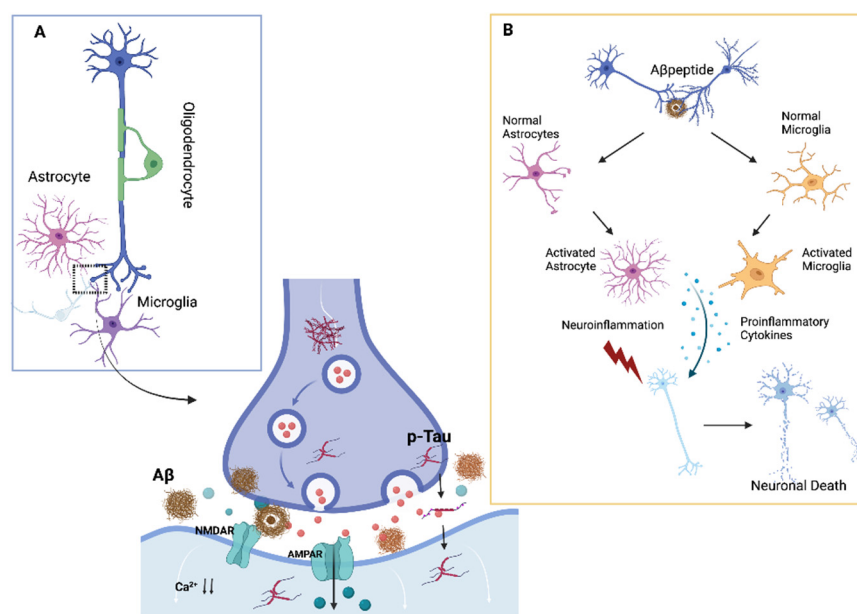 A
Oligodendrocyte
Astrocyte
Microglia
p-Tau
Aβ
NMDAR
AMPAR
Ca²⁺ ↓↓
B
Aβpeptide
Normal
Astrocytes
Normal
Microglia
Activated
Astrocyte
Activated
Microglia
Neuroinflammation
Proinflammatory
Cytokines
Neuronal Death